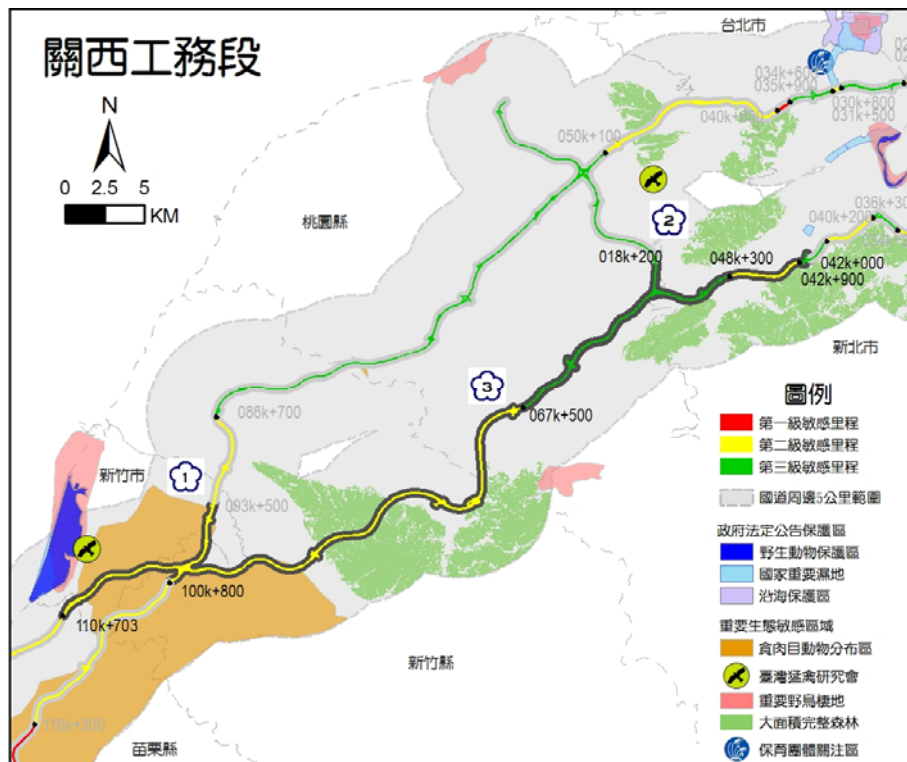 關西工務段
N
0 2.5 5
KM
台北市
034k+600
035k+900
030k+800
031k+500
050k+100
桃園縣
2
018k+200
048k+300
040k+200
042k+000
042k+900
新北市
3
067k+500
086k+700
新竹市
1
093k+500
100k+800
110k+703
新竹縣
116k+300
苗栗縣
圖例
第一級敏感里程
第二級敏感里程
第三級敏感里程
國道周邊5公里範圍
政府法定公告保護區
野生動物保護區
國家重要濕地
沿海保護區
重要生態敏感區域
食肉目動物分布區
臺灣猛禽研究會
重要野鳥棲地
大面積完整森林
保育團體關注區